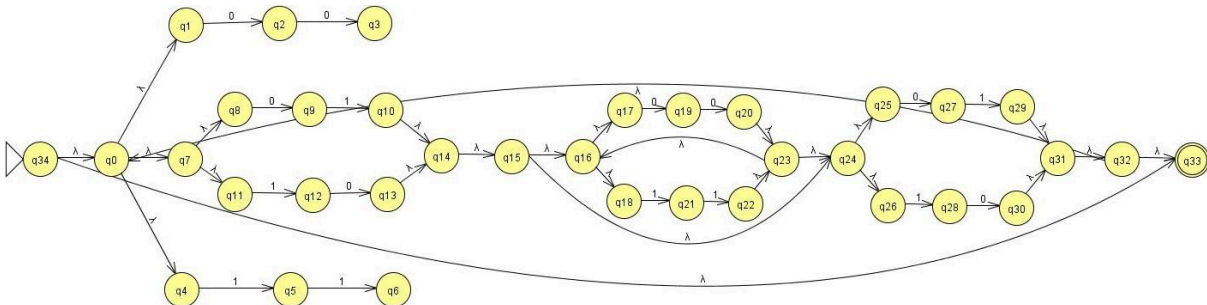 q1 0 q2 0 q3
λ
λ
q8 0 q9 1 q10
q17 0 q19 0 q20
q25 0 q27 1 q29
λ λ λ λ λ λ
q34 λ q0 λ q7
q14 λ q15 λ q16
λ
q23 λ q24
q31 λ q32 λ q33
λ λ λ λ λ λ
q11 1 q12 0 q13
q18 1 q21 1 q22
q26 1 q28 0 q30
λ
λ
λ
q4 1 q5 1 q6